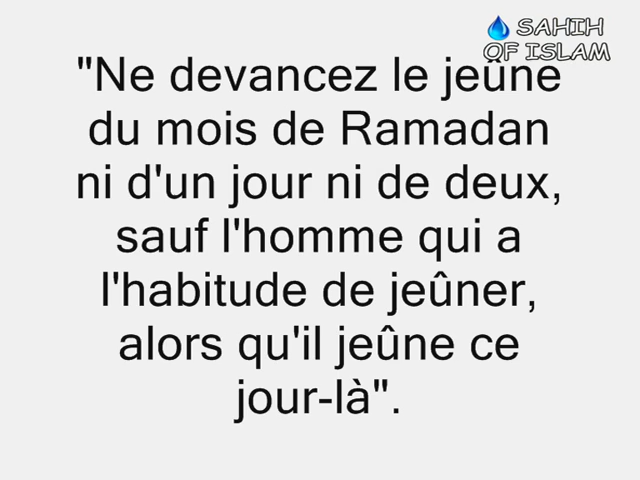 SAHIH
OF ISLAM
"Ne devancez le jeûne
du mois de Ramadan
ni d'un jour ni de deux,
sauf l'homme qui a
l'habitude de jeûner,
alors qu'il jeûne ce
jour-là".